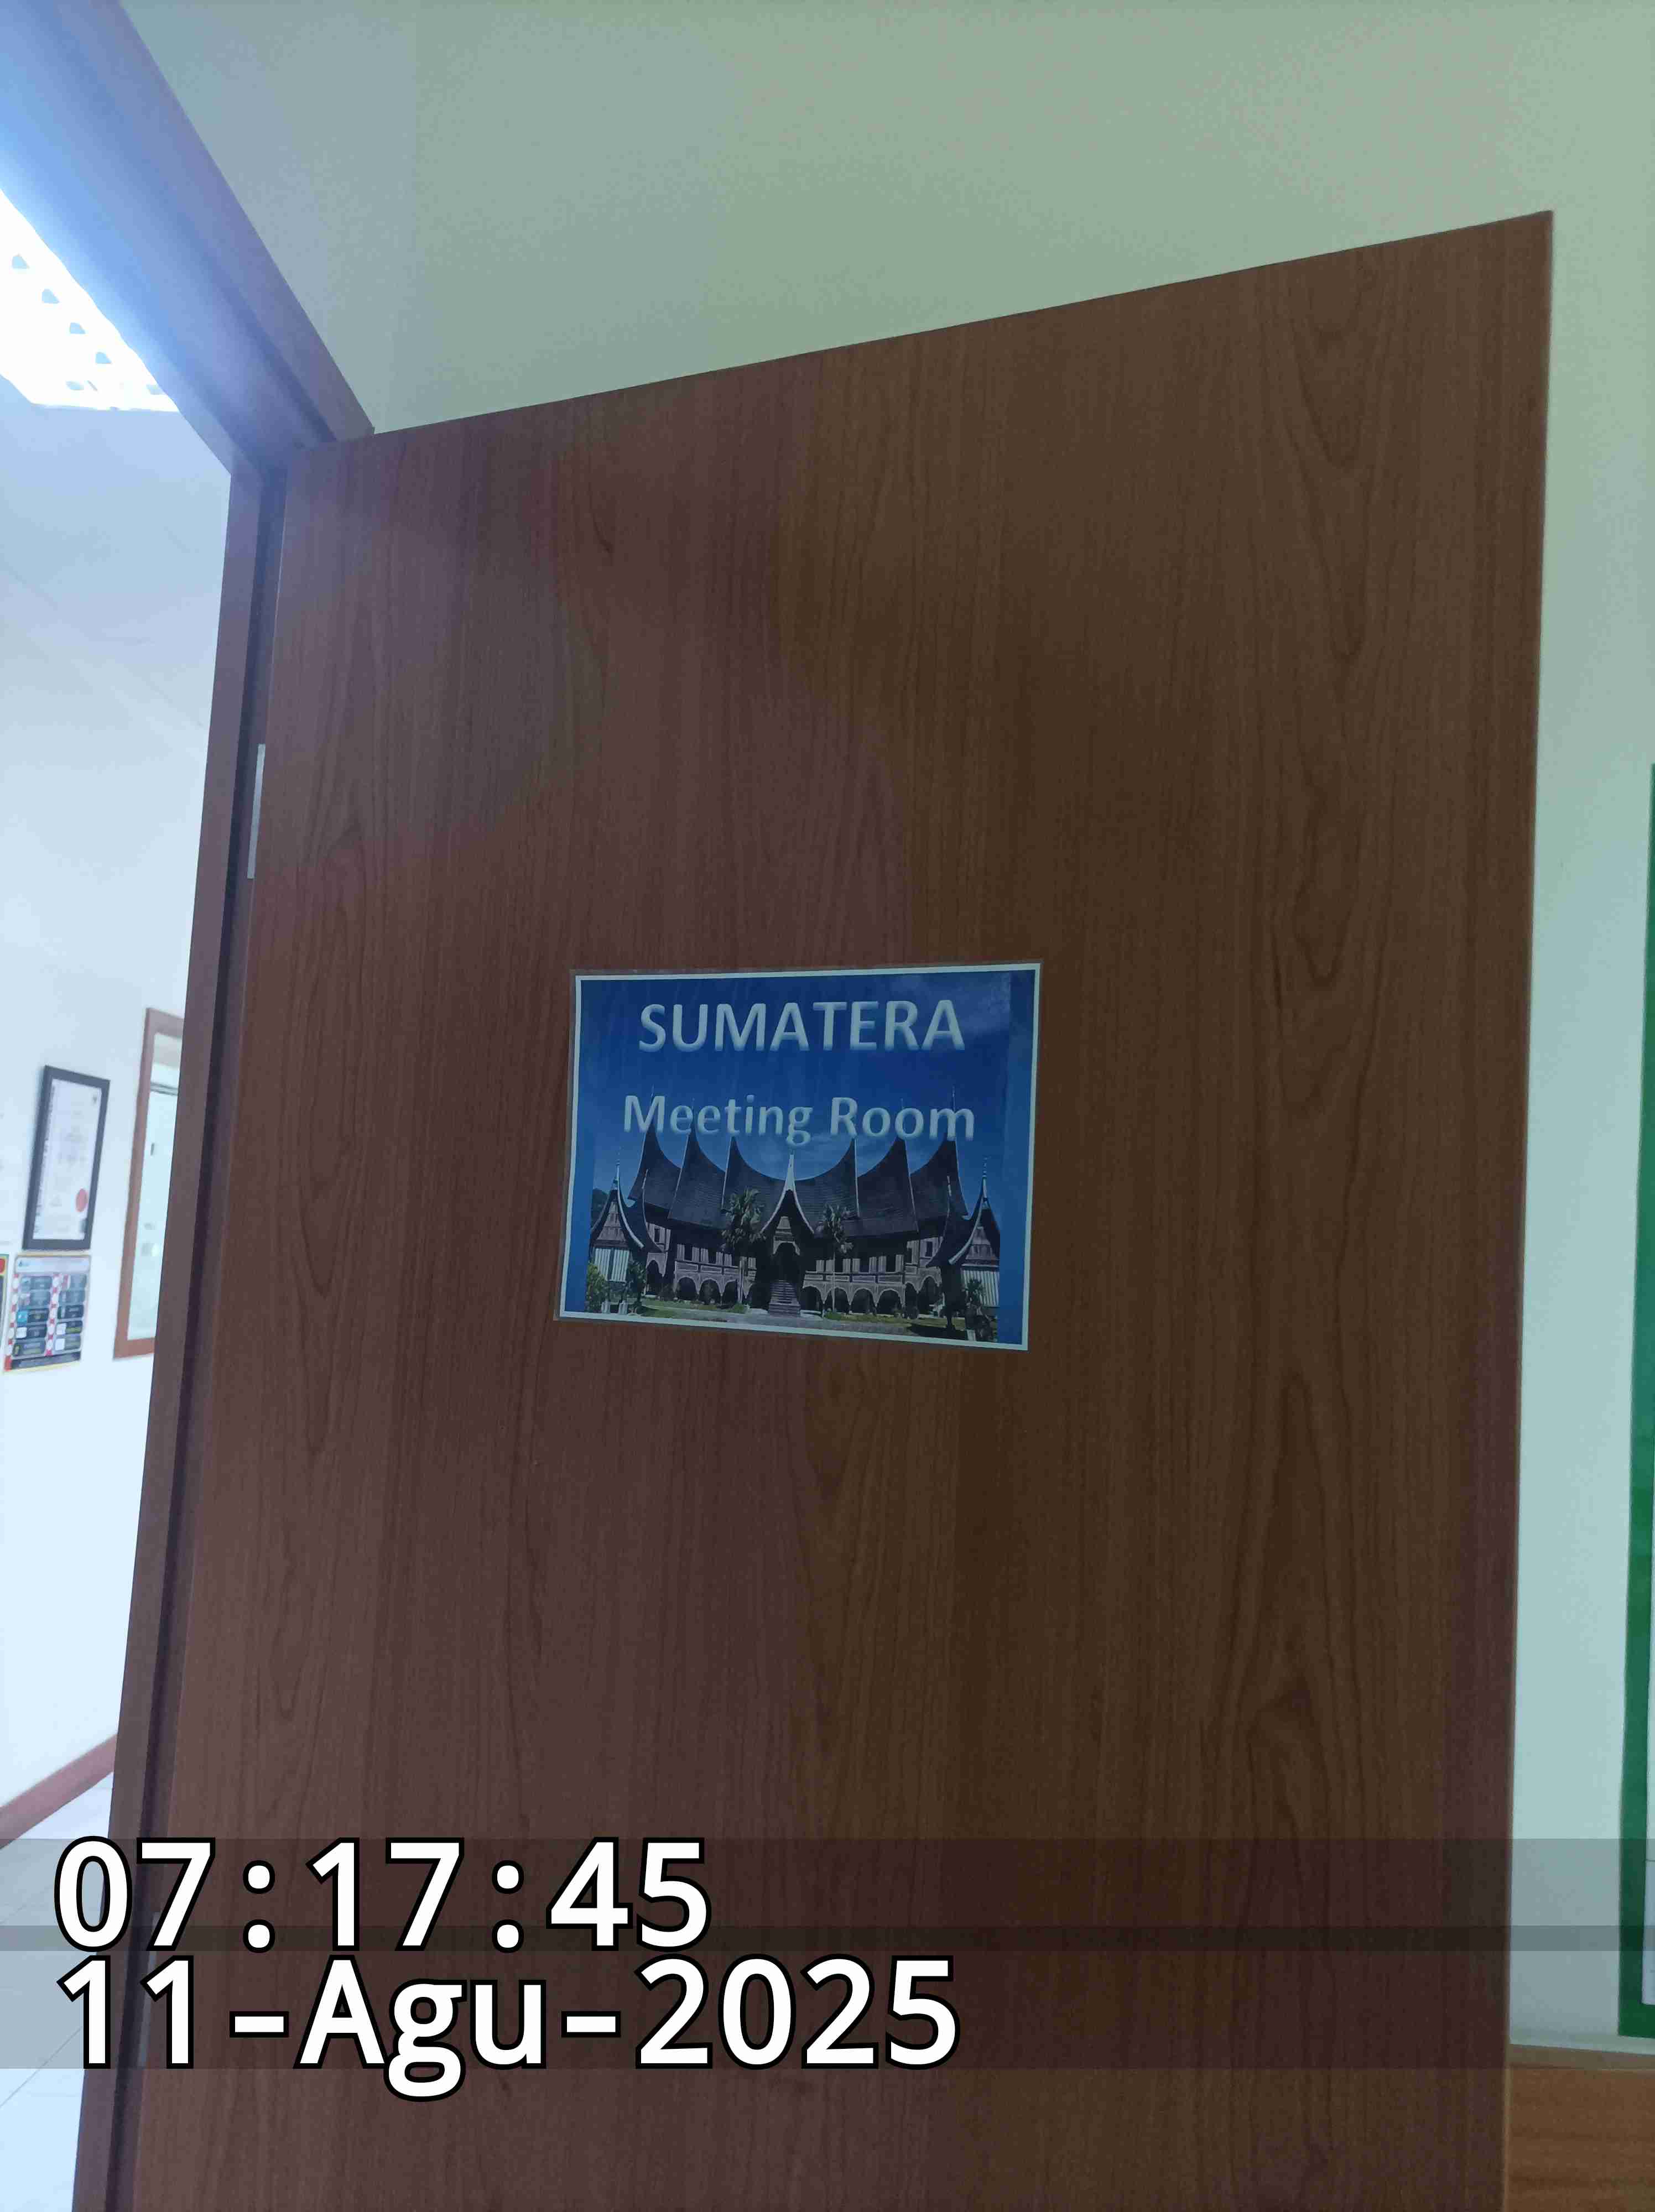 SUMATERA
Meeting Room
07:17:45
11-Agu-2025